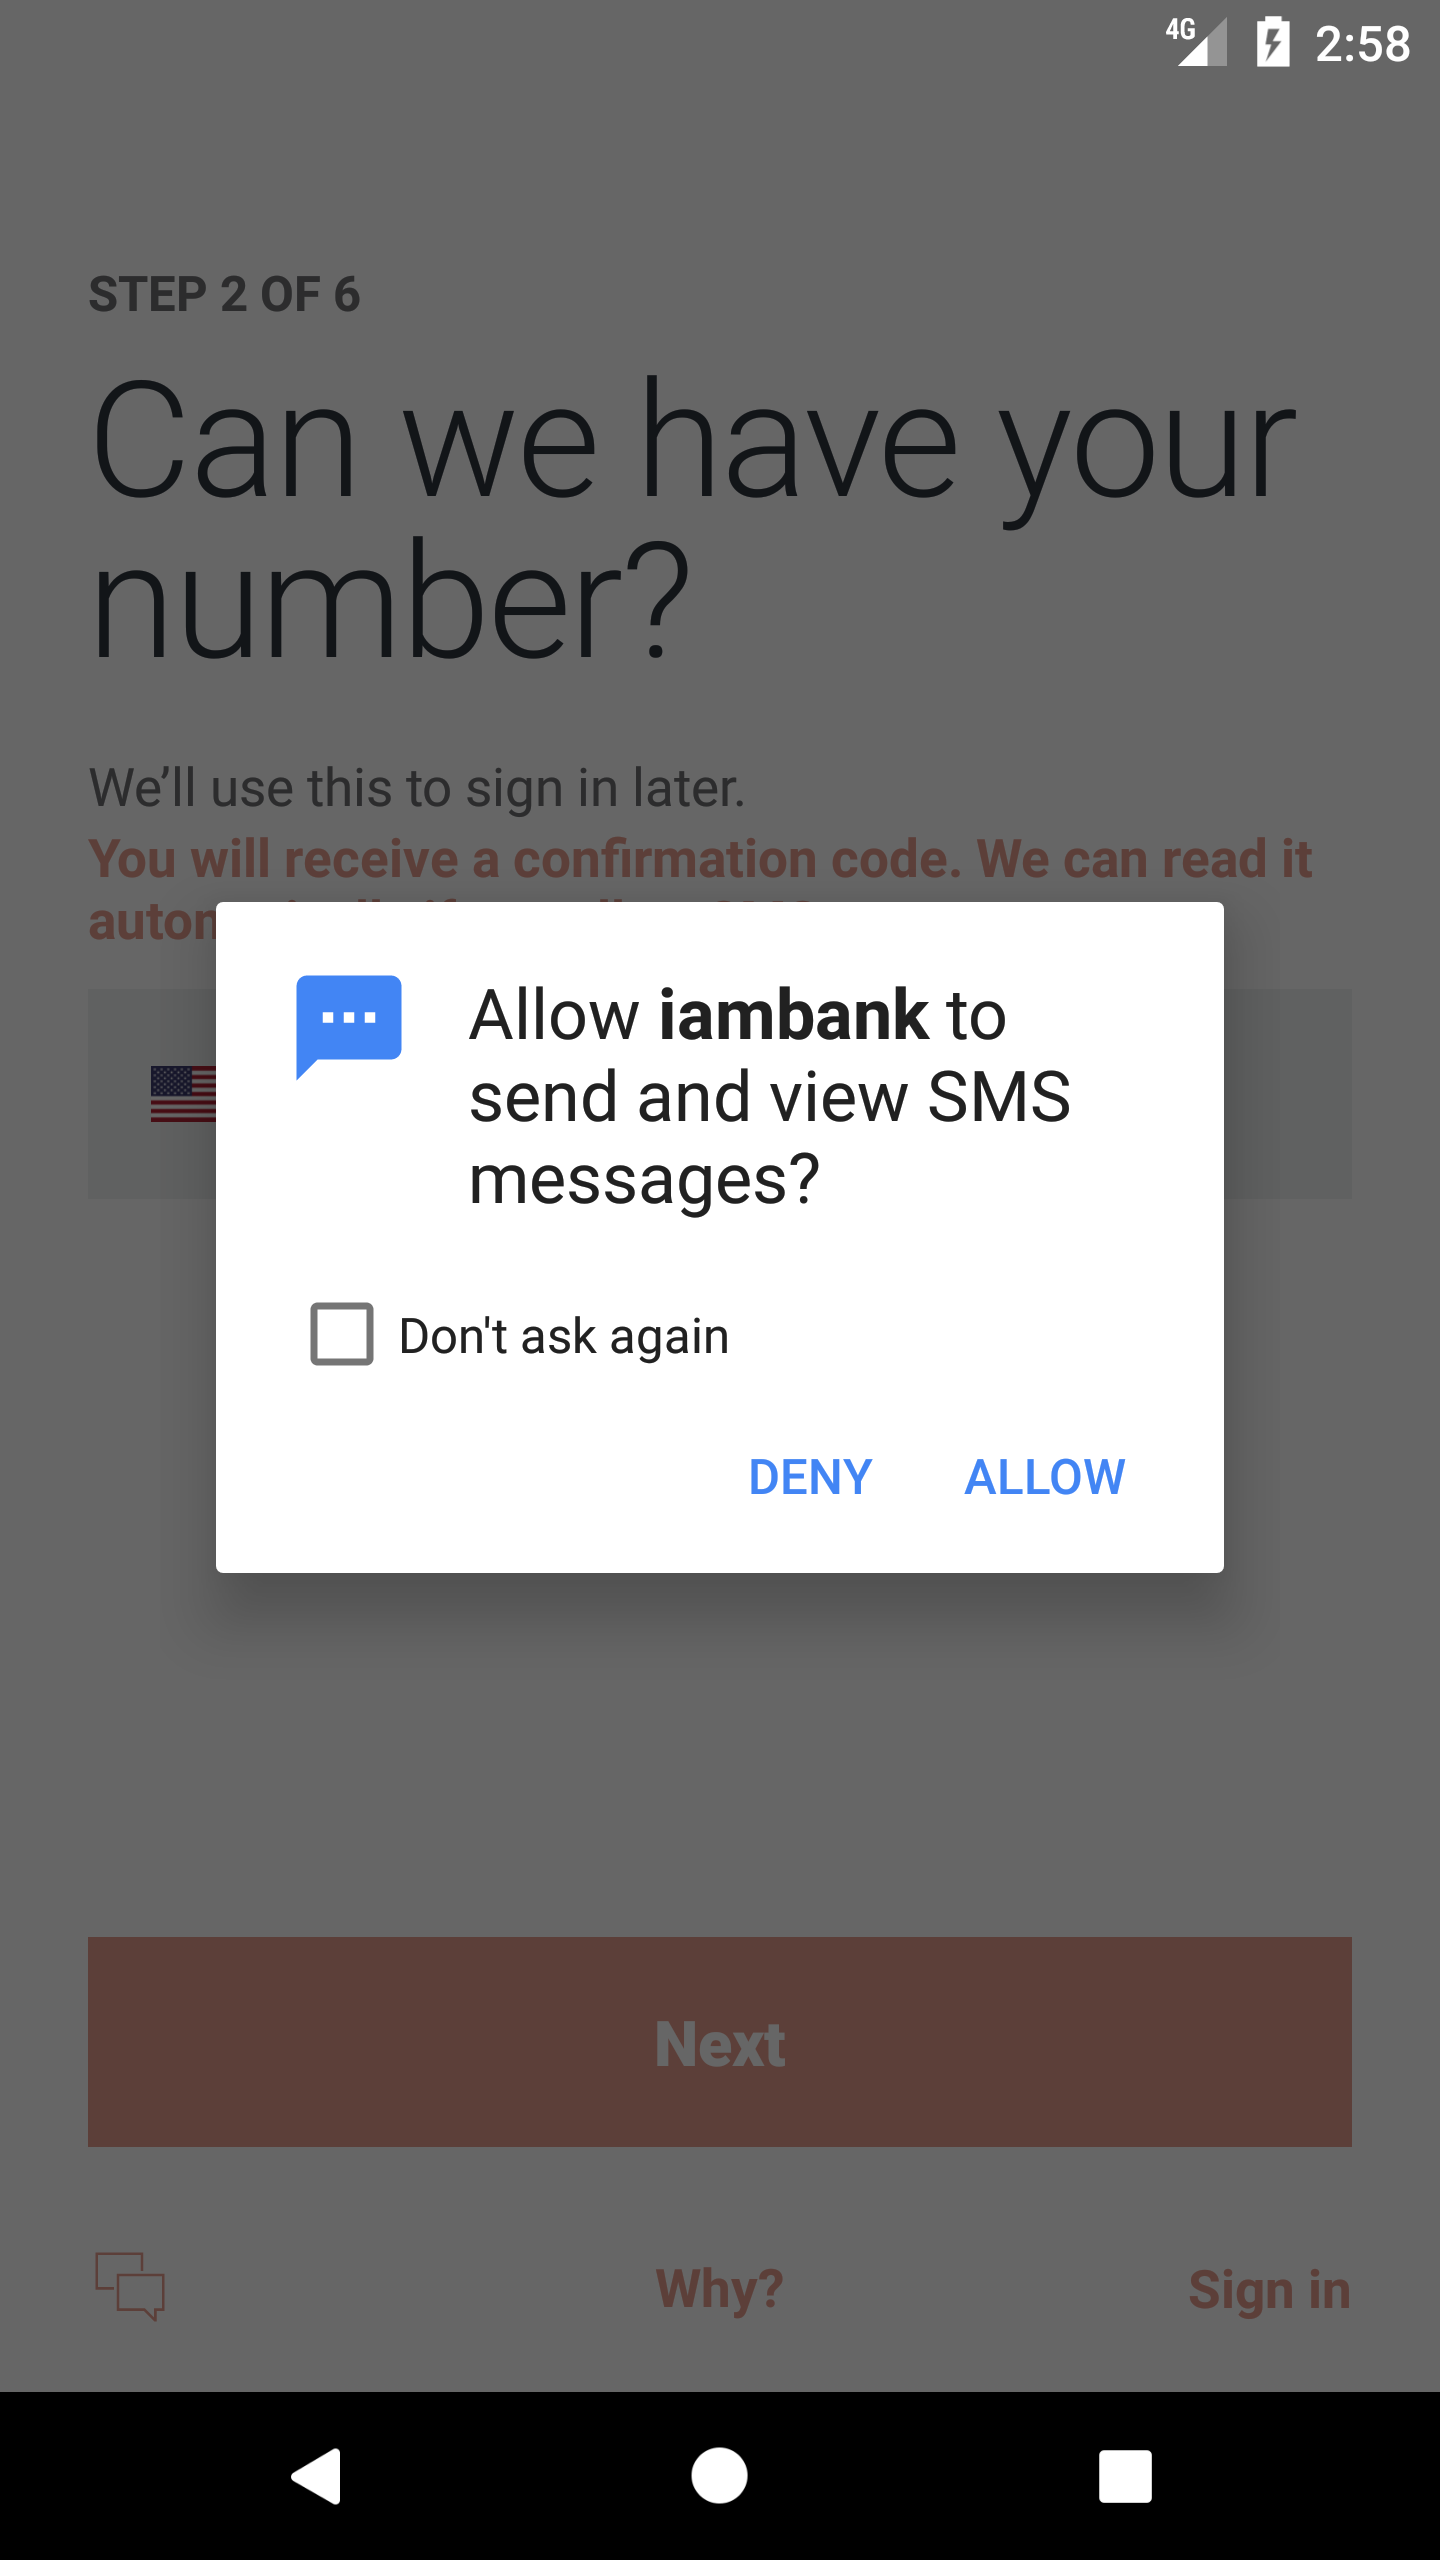 4G 2:58
STEP 2 OF 6
Can we have your
number?
We’ll use this to sign in later.
You will receive a confirmation code. We can read it
Allow iambank to
send and view SMS
messages?
Don't ask again
DENY ALLOW
Next
Why? Sign in